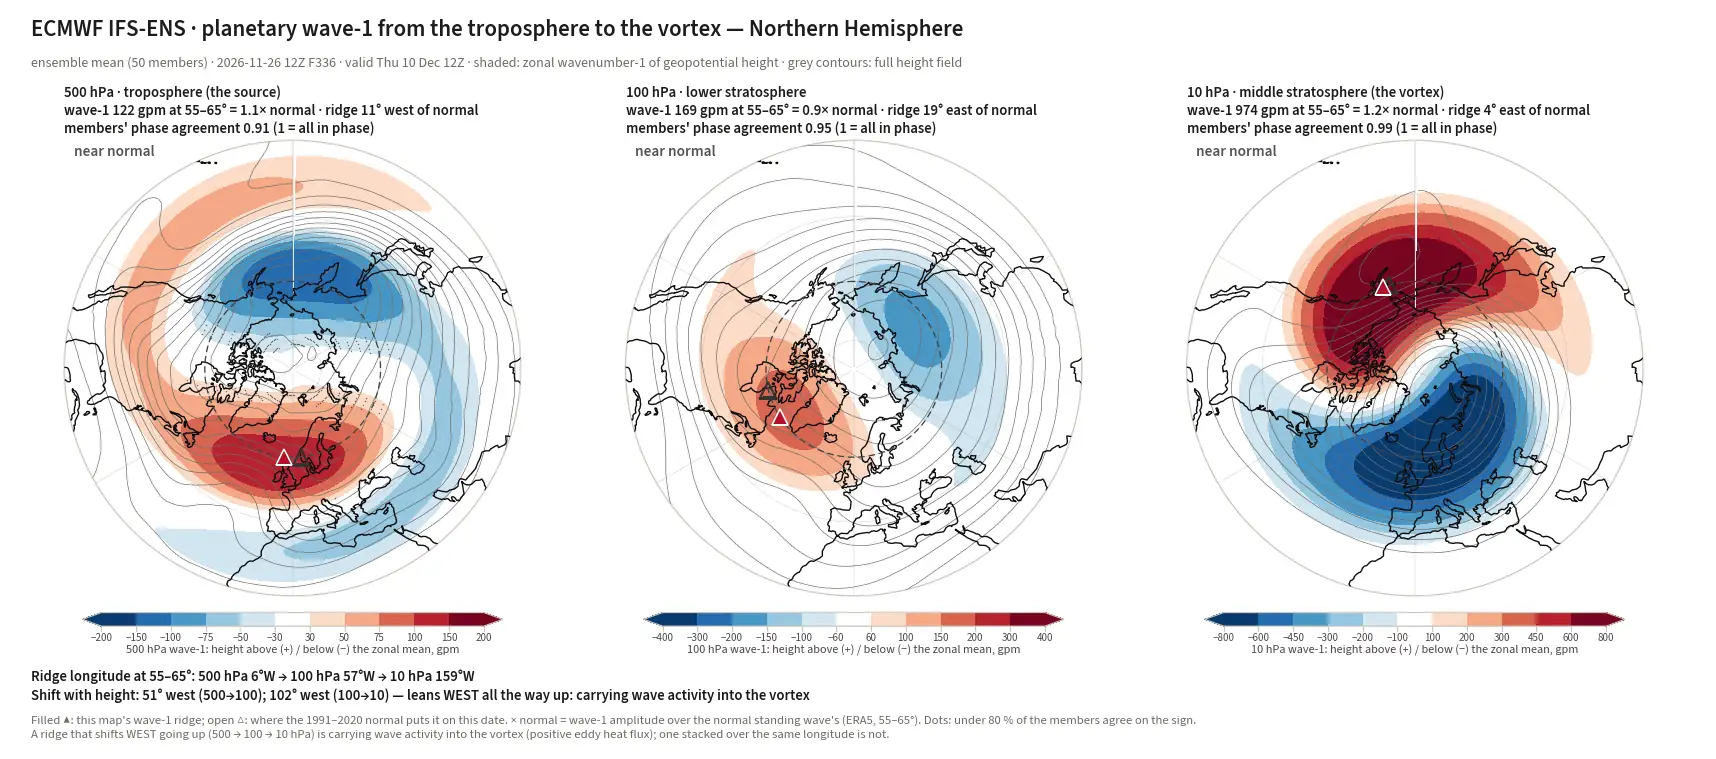 ECMWF IFS-ENS · planetary wave-1 from the troposphere to the vortex — Northern Hemisphere
ensemble mean (50 members) · 2026-11-26 12Z F336 · valid Thu 10 Dec 12Z · shaded: zonal wavenumber-1 of geopotential height · grey contours: full height field
500 hPa · troposphere (the source)
wave-1 122 gpm at 55–65° = 1.1× normal · ridge 11° west of normal
members' phase agreement 0.91 (1 = all in phase)
near normal
100 hPa · lower stratosphere
wave-1 169 gpm at 55–65° = 0.9× normal · ridge 19° east of normal
members' phase agreement 0.95 (1 = all in phase)
near normal
10 hPa · middle stratosphere (the vortex)
wave-1 974 gpm at 55–65° = 1.2× normal · ridge 4° east of normal
members' phase agreement 0.99 (1 = all in phase)
near normal
−200 −150 −100 −75 −50 −30 30 50 75 100 150 200
500 hPa wave-1: height above (+) / below (−) the zonal mean, gpm
−400 −300 −200 −150 −100 −60 60 100 150 200 300 400
100 hPa wave-1: height above (+) / below (−) the zonal mean, gpm
−800 −600 −450 −300 −200 −100 100 200 300 450 600 800
10 hPa wave-1: height above (+) / below (−) the zonal mean, gpm
Ridge longitude at 55–65°: 500 hPa 6°W → 100 hPa 57°W → 10 hPa 159°W
Shift with height: 51° west (500→100); 102° west (100→10) — leans WEST all the way up: carrying wave activity into the vortex
Filled ▲: this map's wave-1 ridge; open △: where the 1991–2020 normal puts it on this date. × normal = wave-1 amplitude over the normal standing wave's (ERA5, 55–65°). Dots: under 80 % of the members agree on the sign.
A ridge that shifts WEST going up (500 → 100 → 10 hPa) is carrying wave activity into the vortex (positive eddy heat flux); one stacked over the same longitude is not.